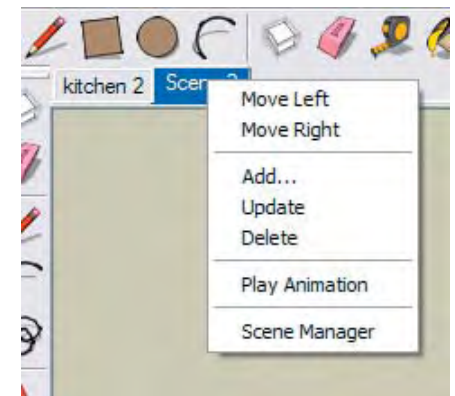 kitchen 2
Move Left
Move Right
Add...
Update
Delete
Play Animation
Scene Manager